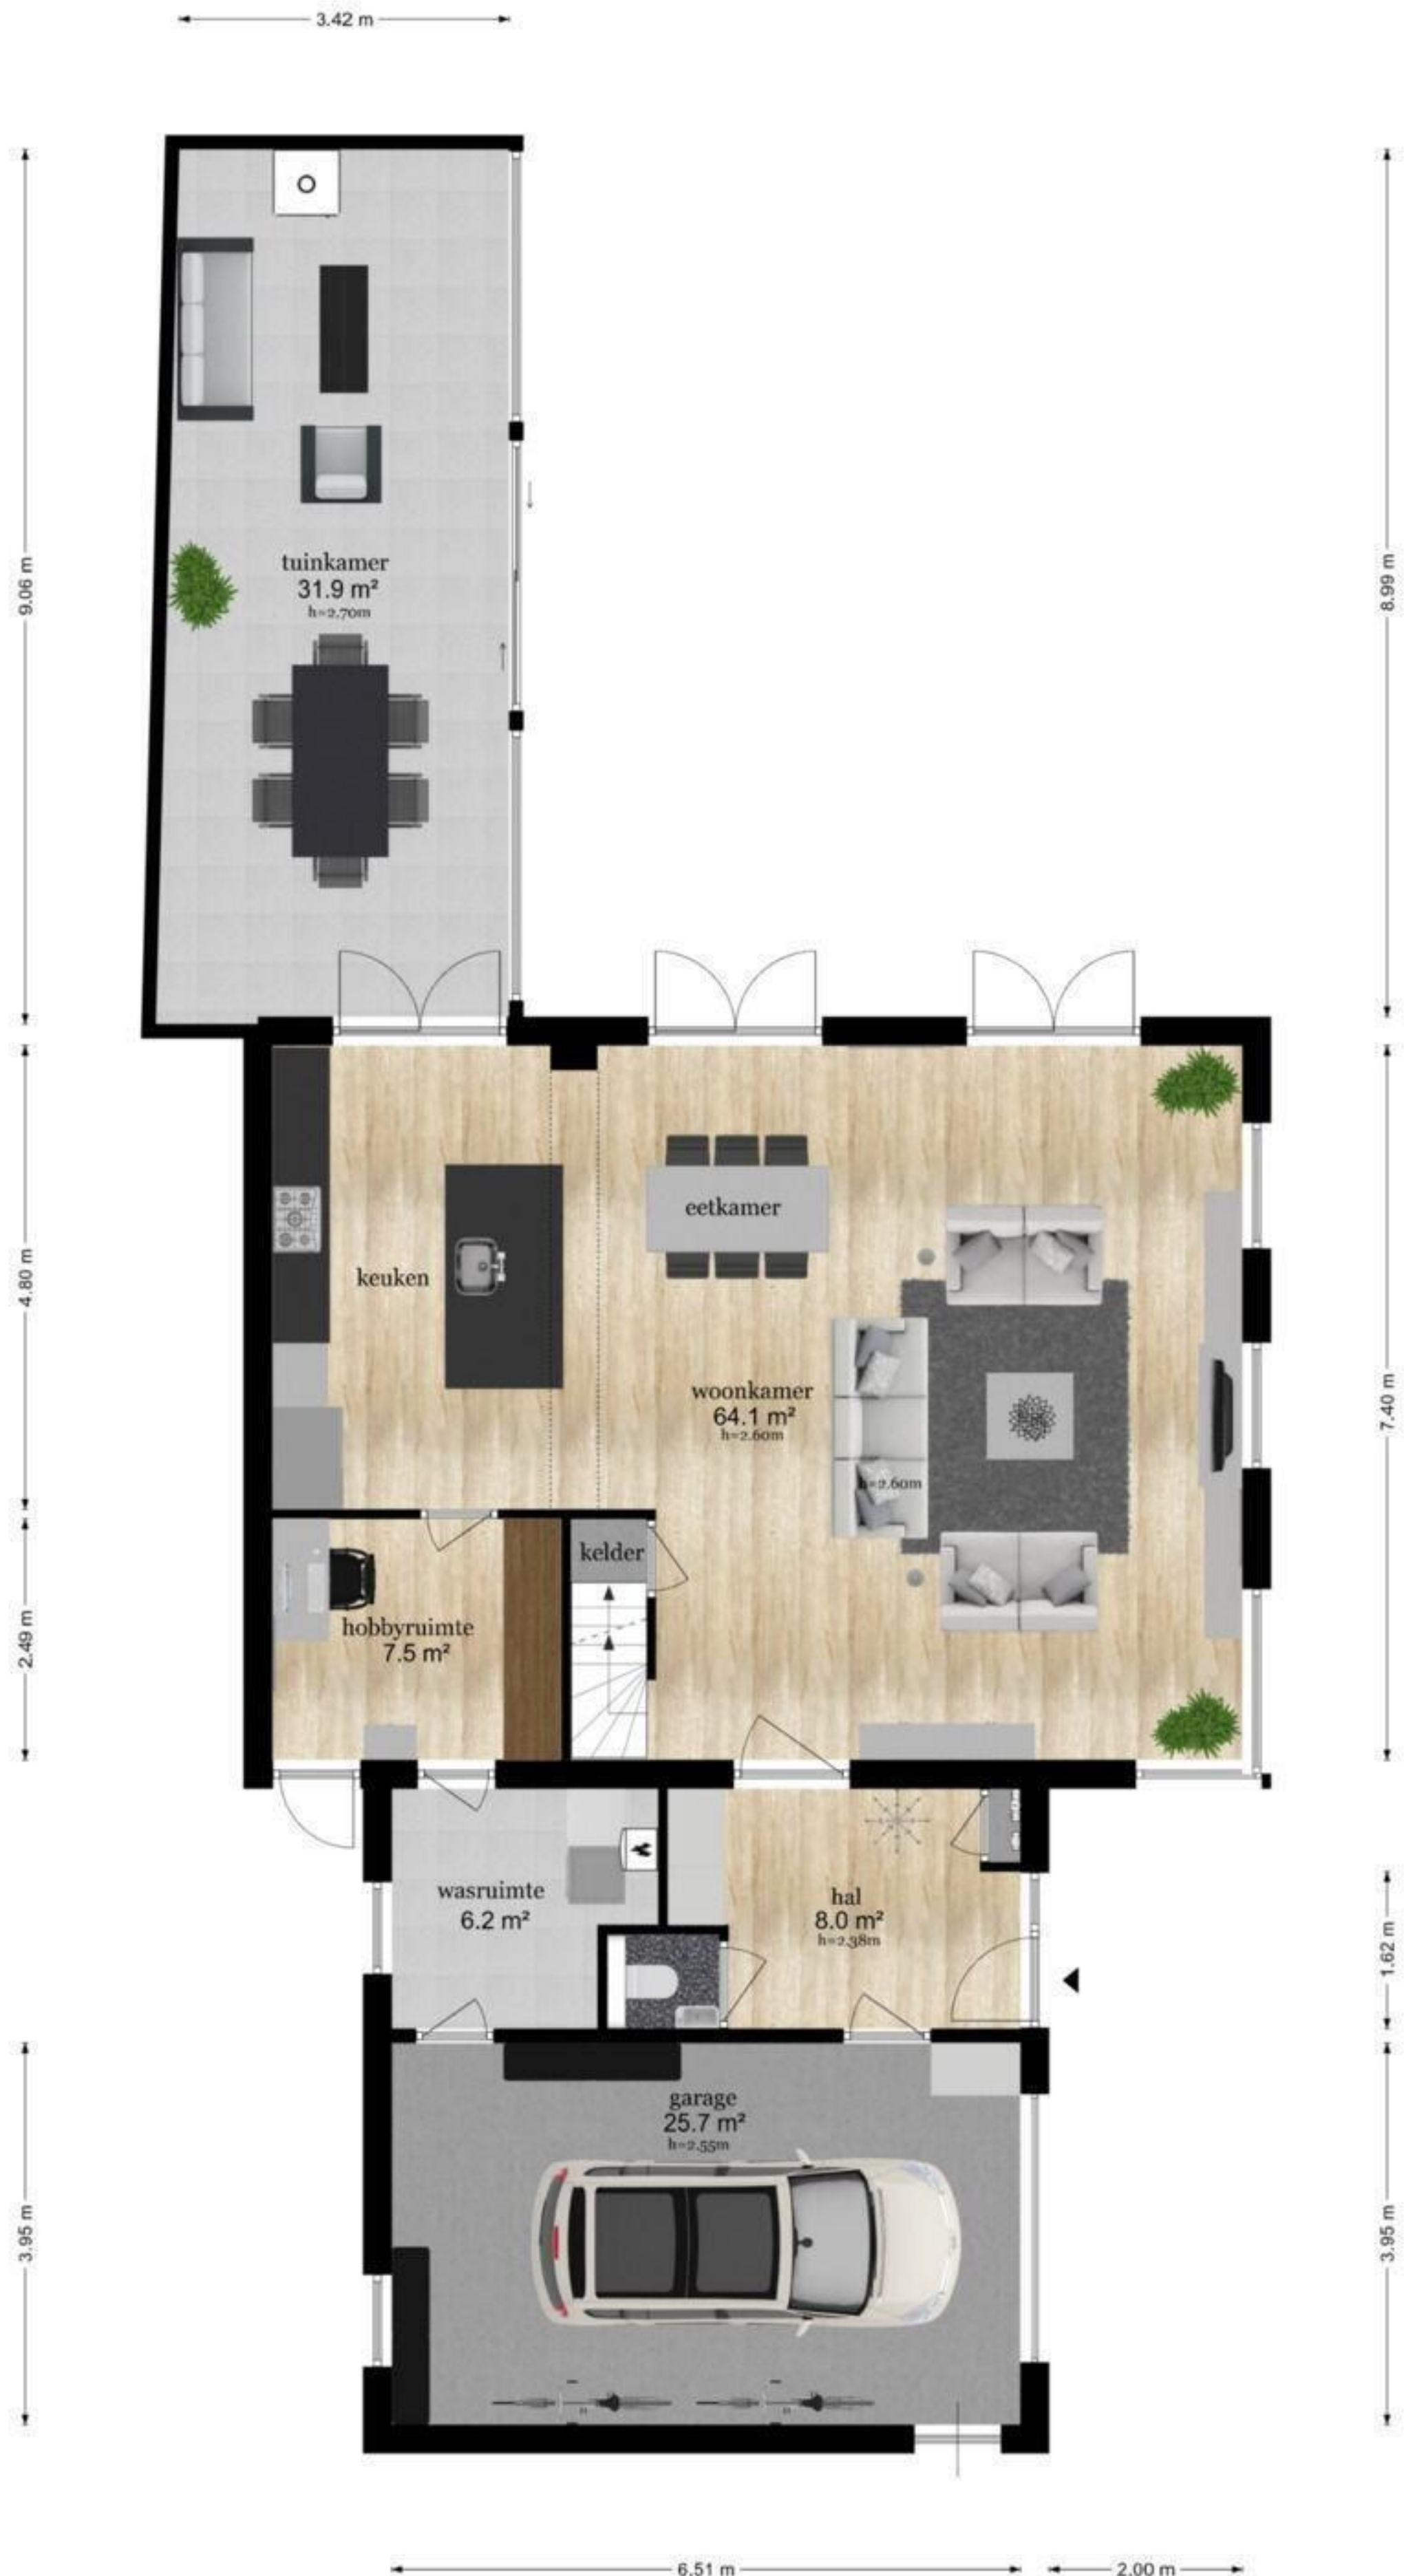 3.42 m
9.06 m
8.99 m
tuinkamer
31.9 m²
h=2.70m
4.80 m
keuken
eetkamer
woonkamer
64.1 m²
h=2.60m
h=2.60m
7.40 m
2.49 m
hobbyruimte
7.5 m²
kelder
wasruimte
6.2 m²
hal
8.0 m²
h=2.38m
1.62 m
3.95 m
garage
25.7 m²
h=2.55m
3.95 m
6.51 m
2.00 m